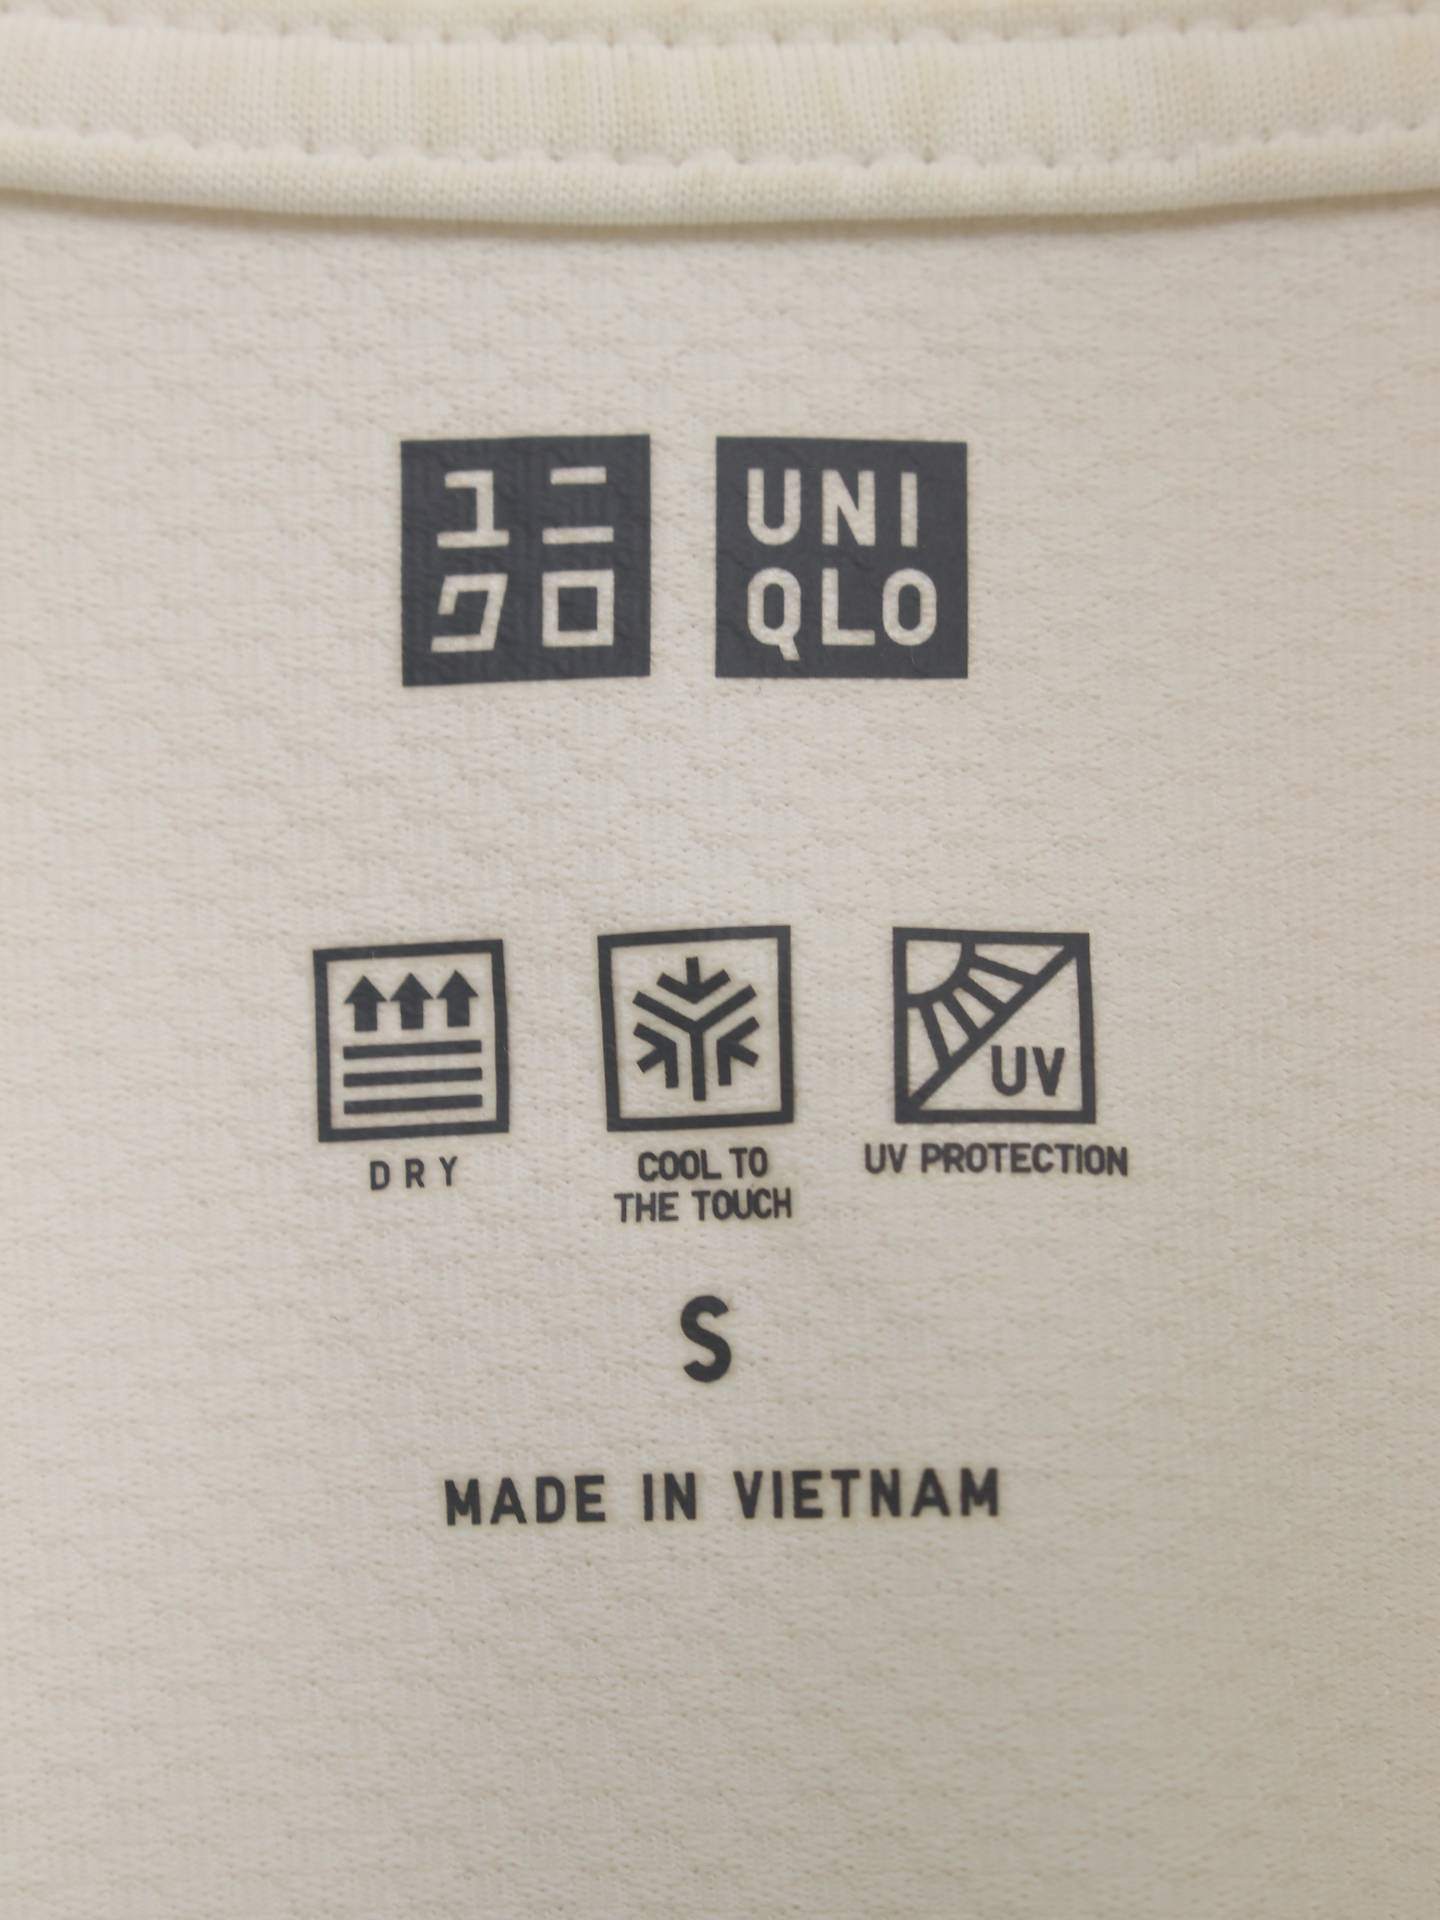 ユニ
クロ
UNI
QLO
UV
DRY
COOL TO
THE TOUCH
UV PROTECTION
S
MADE IN VIETNAM